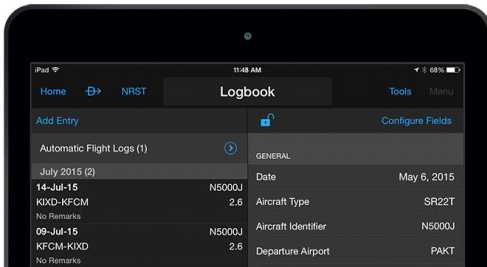 iPad 11:48 AM 68%
Home NRST Logbook Tools Menu
Add Entry
Automatic Flight Logs (1)
July 2015 (2)
14-Jul-15 N5000J
KIXD-KFCM 2.6
No Remarks
09-Jul-15 N5000J
KFCM-KIXD 2.6
No Remarks
Configure Fields
GENERAL
Date May 6, 2015
Aircraft Type SR22T
Aircraft Identifier N5000J
Departure Airport PAKT